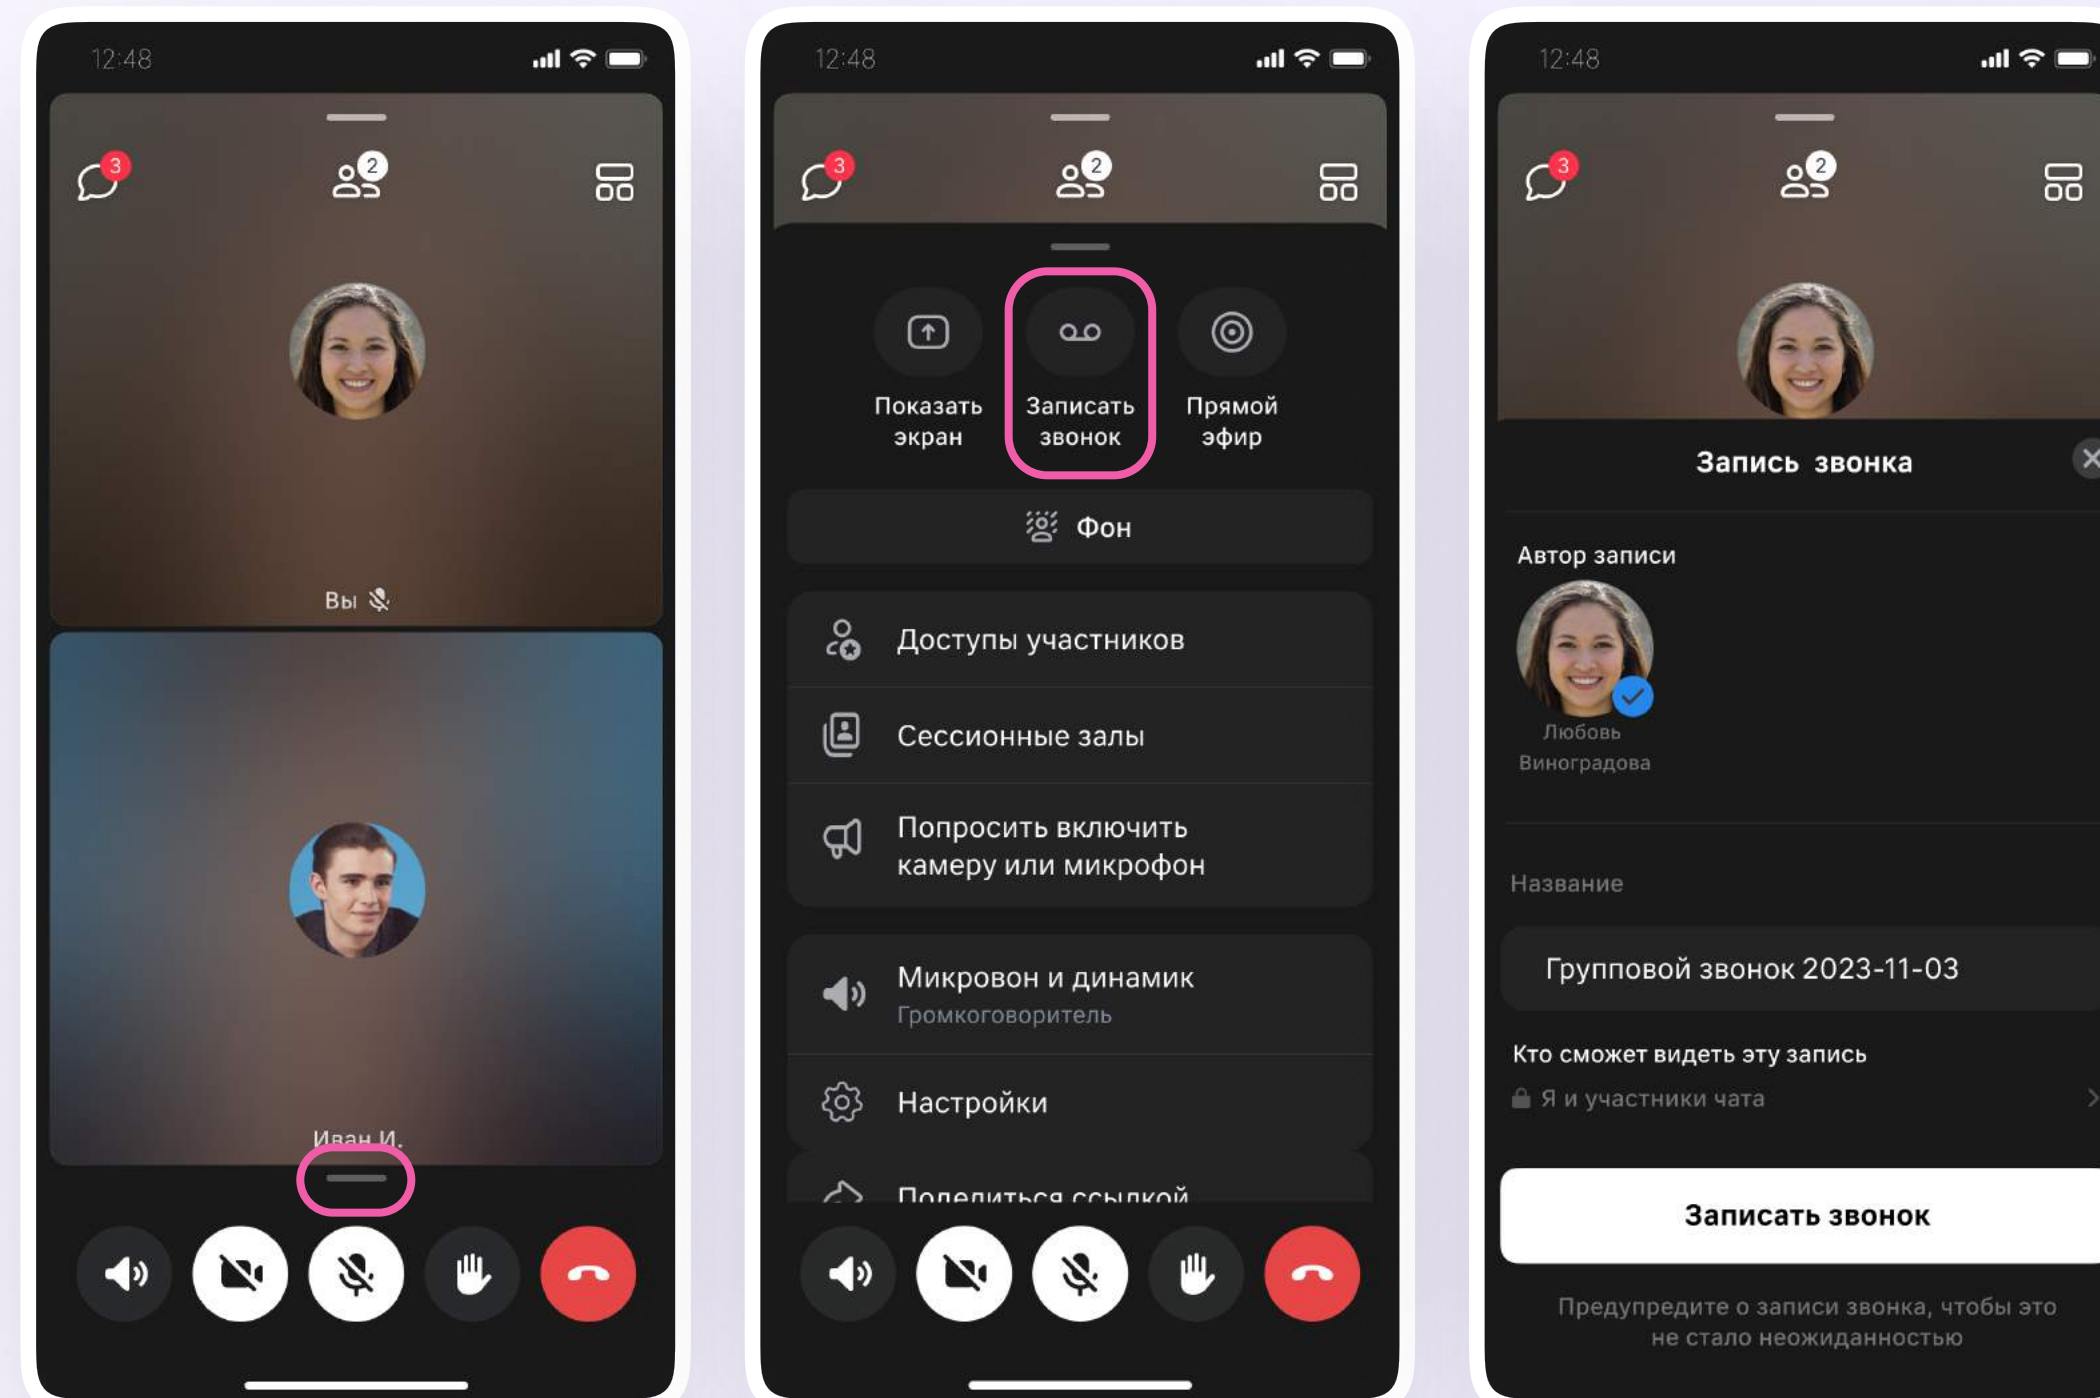 12:48
3
2
Вы
Иван И.
12:48
3
2
Показать
экран
Записать
звонок
Прямой
эфир
Фон
Доступы участников
Сессионные залы
Попросить включить
камеру или микрофон
Микровон и динамик
Громкоговоритель
Настройки
Поделиться ссылкой
12:48
3
2
Запись звонка
Автор записи
Любовь
Виноградова
Название
Групповой звонок 2023-11-03
Кто сможет видеть эту запись
Я и участники чата
Записать звонок
Предупредите о записи звонка, чтобы это
не стало неожиданностью